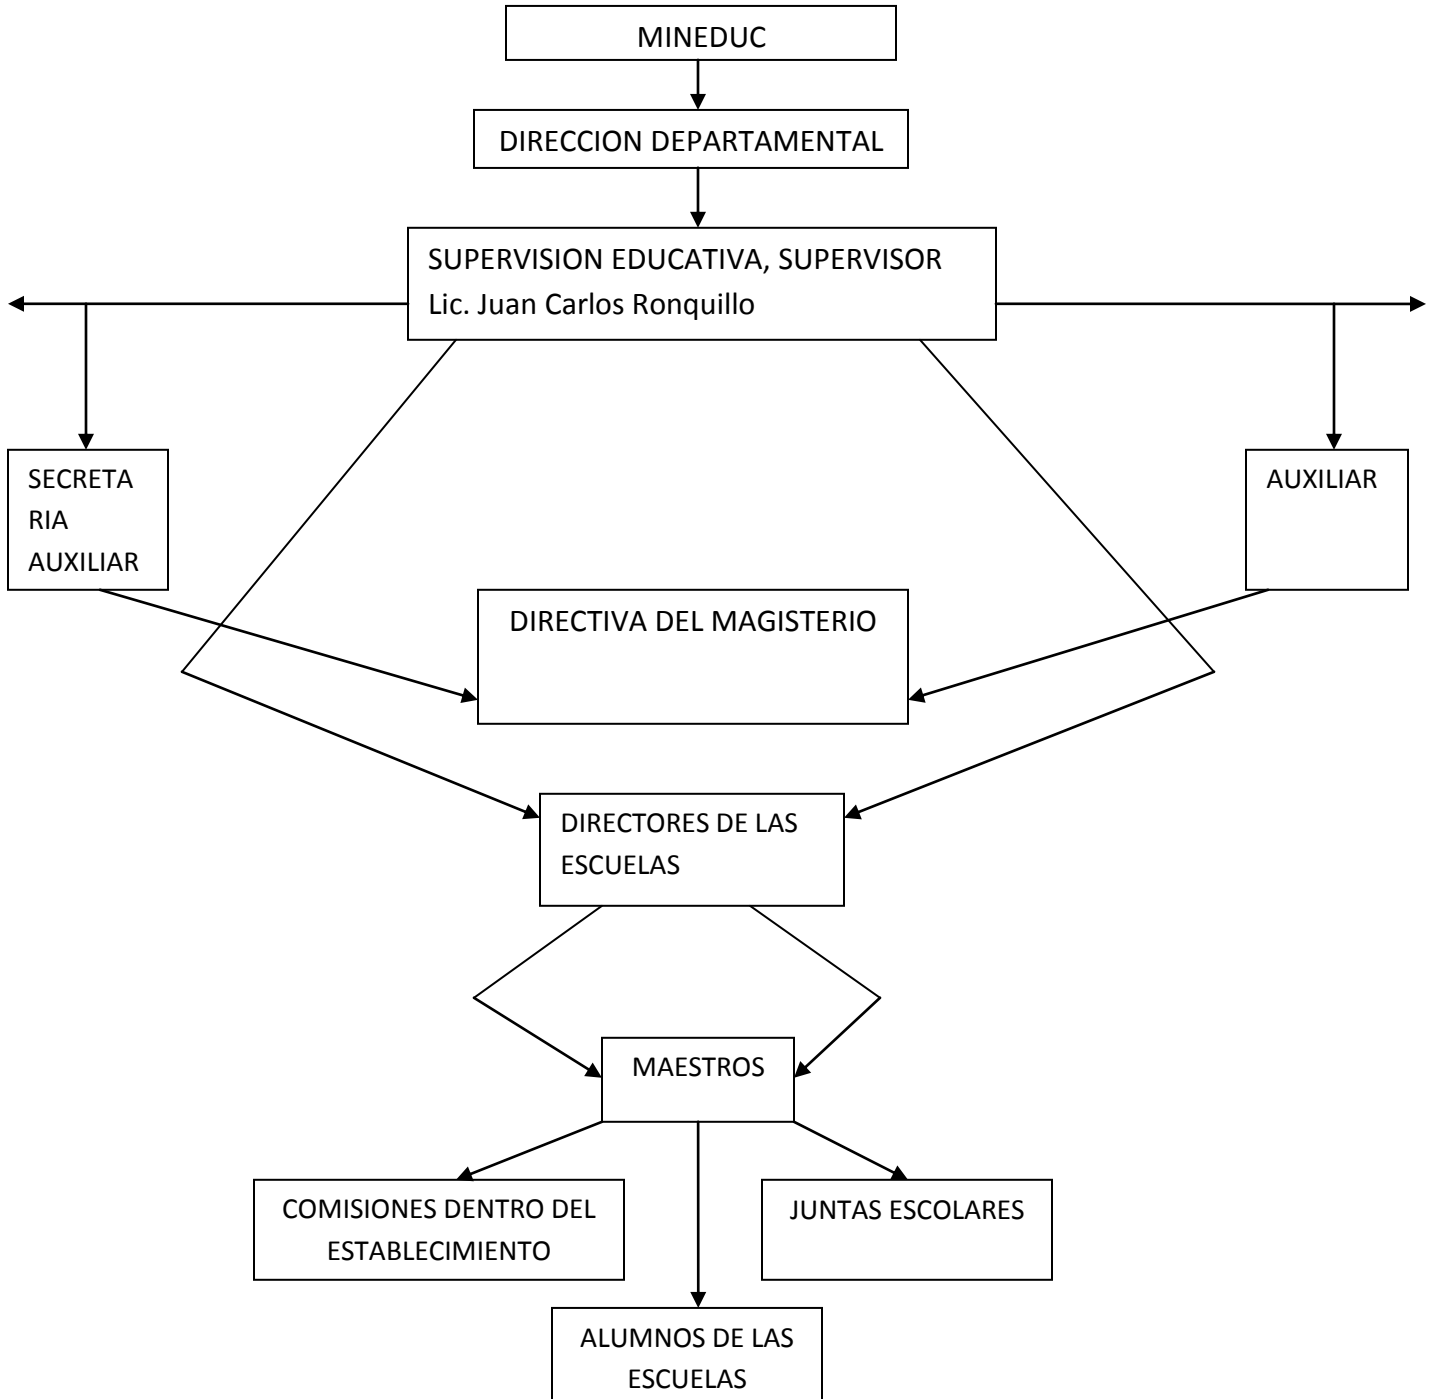 MINEDUC
DIRECCION DEPARTAMENTAL
SUPERVISION EDUCATIVA, SUPERVISOR
Lic. Juan Carlos Ronquillo
SECRETA
RIA
AUXILIAR
AUXILIAR
DIRECTIVA DEL MAGISTERIO
DIRECTORES DE LAS
ESCUELAS
MAESTROS
COMISIONES DENTRO DEL
ESTABLECIMIENTO
JUNTAS ESCOLARES
ALUMNOS DE LAS
ESCUELAS